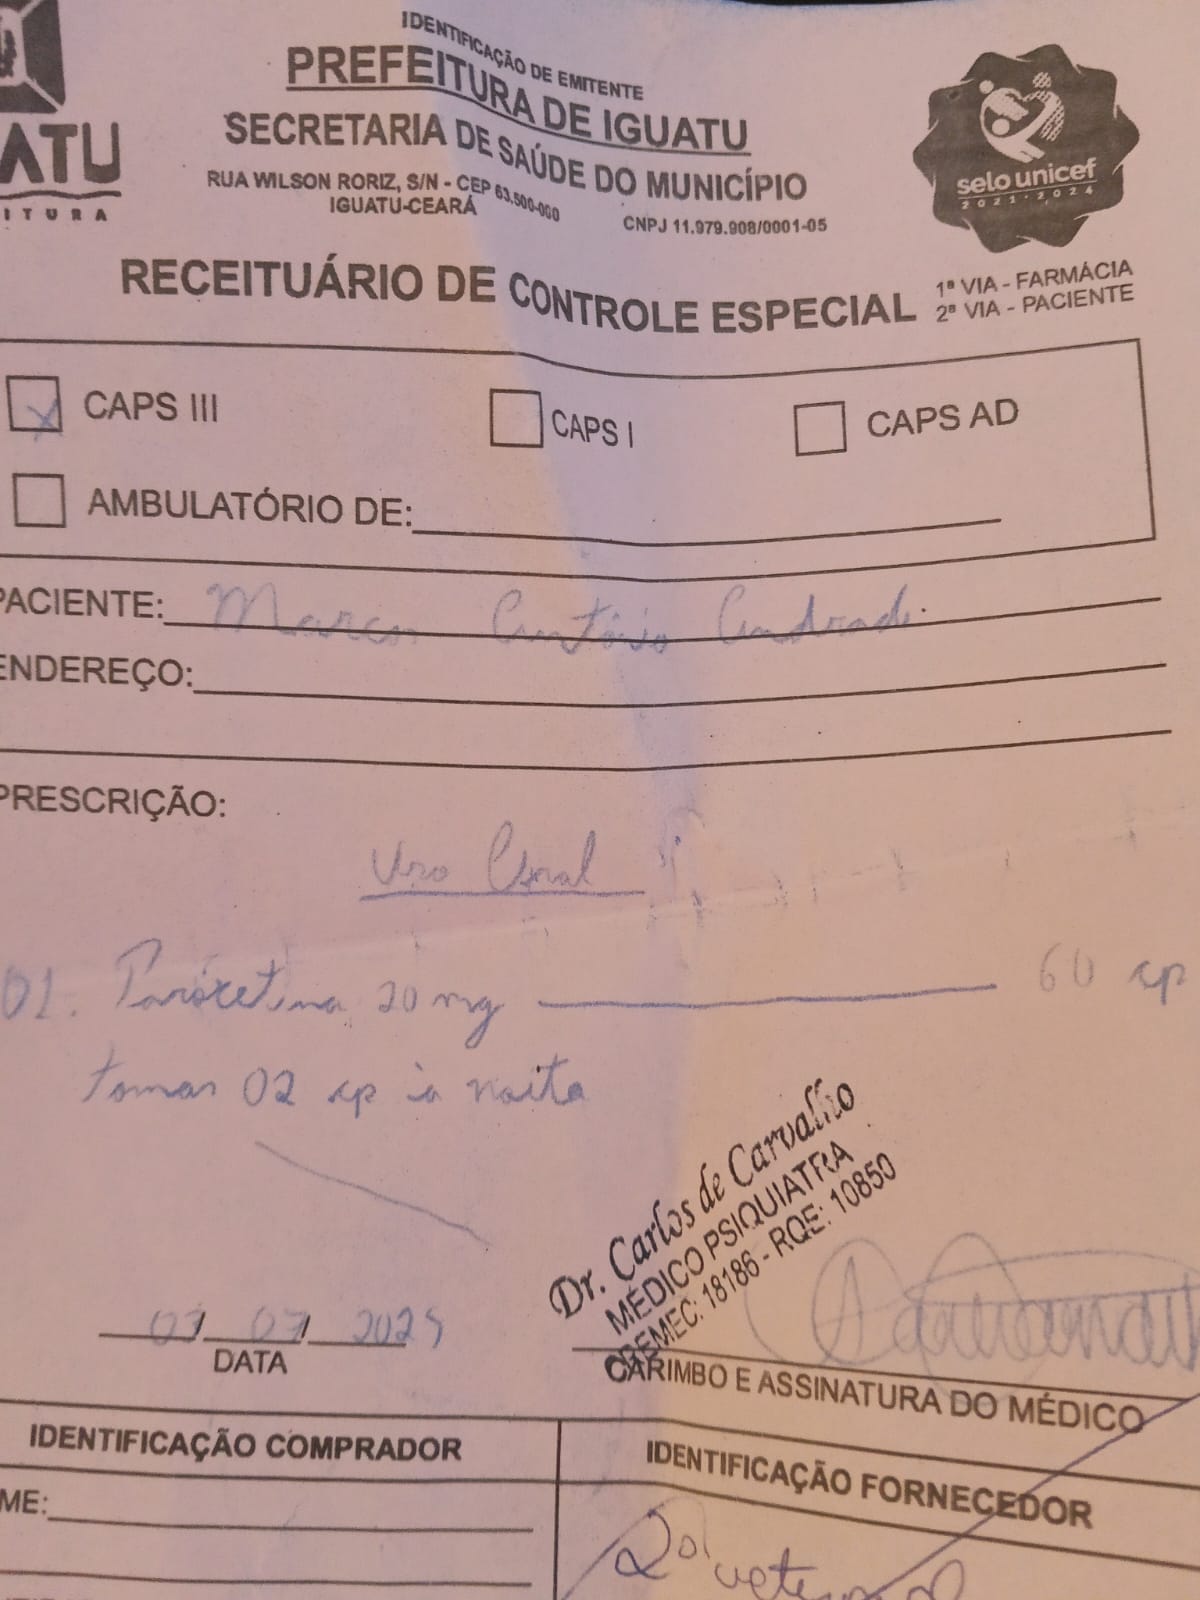 IDENTIFICAÇÃO DE EMITENTE
PREFEITURA DE IGUATU
SECRETARIA DE SAÚDE DO MUNICÍPIO
RUA WILSON RORIZ, S/N - CEP 63.500-000
IGUATU-CEARÁ
CNPJ 11.979.908/0001-05
ATU
ITURA
selo unicef
2021·2024
RECEITUÁRIO DE CONTROLE ESPECIAL
1ª VIA - FARMÁCIA
2ª VIA - PACIENTE
x CAPS III CAPS I CAPS AD
AMBULATÓRIO DE:
PACIENTE: Marcos Antônio Andrade
ENDEREÇO:
PRESCRIÇÃO:
Uso Oral
01. Paroxetina 20 mg 60 cp
tomar 02 cp à noite
Dr. Carlos de Carvalho
MÉDICO PSIQUIATRA
CREMEC: 18186 - RQE: 10850
07 2025
DATA
CARIMBO E ASSINATURA DO MÉDICO
IDENTIFICAÇÃO COMPRADOR
IDENTIFICAÇÃO FORNECEDOR
ME: